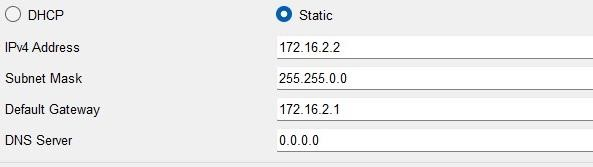 DHCP Static
IPv4 Address 172.16.2.2
Subnet Mask 255.255.0.0
Default Gateway 172.16.2.1
DNS Server 0.0.0.0